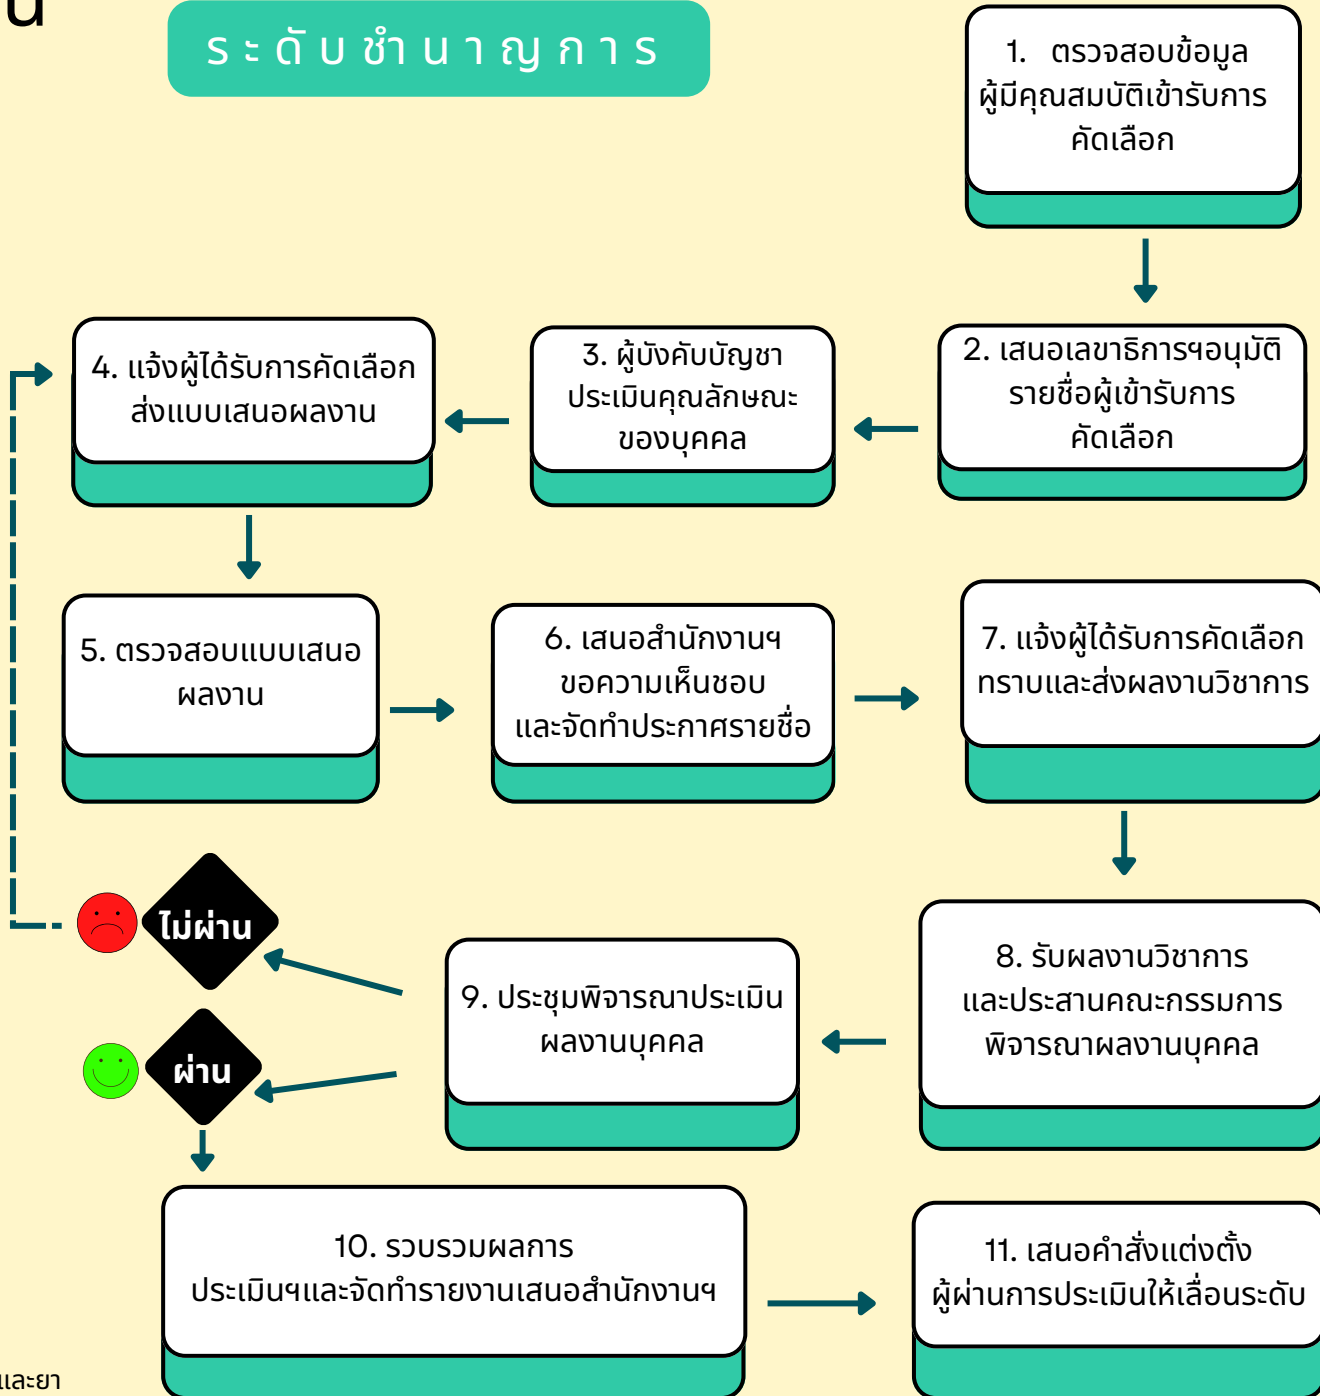 ระดับชำนาญการ
1. ตรวจสอบข้อมูล
ผู้มีคุณสมบัติเข้ารับการ
คัดเลือก
2. เสนอเลขาธิการฯอนุมัติ
รายชื่อผู้เข้ารับการ
คัดเลือก
3. ผู้บังคับบัญชา
ประเมินคุณลักษณะ
ของบุคคล
4. แจ้งผู้ได้รับการคัดเลือก
ส่งแบบเสนอผลงาน
5. ตรวจสอบแบบเสนอ
ผลงาน
6. เสนอสำนักงานฯ
ขอความเห็นชอบ
และจัดทำประกาศรายชื่อ
7. แจ้งผู้ได้รับการคัดเลือก
ทราบและส่งผลงานวิชาการ
8. รับผลงานวิชาการ
และประสานคณะกรรมการ
พิจารณาผลงานบุคคล
9. ประชุมพิจารณาประเมิน
ผลงานบุคคล
ไม่ผ่าน
ผ่าน
10. รวบรวมผลการ
ประเมินฯและจัดทำรายงานเสนอสำนักงานฯ
11. เสนอคำสั่งแต่งตั้ง
ผู้ผ่านการประเมินให้เลื่อนระดับ
และยา